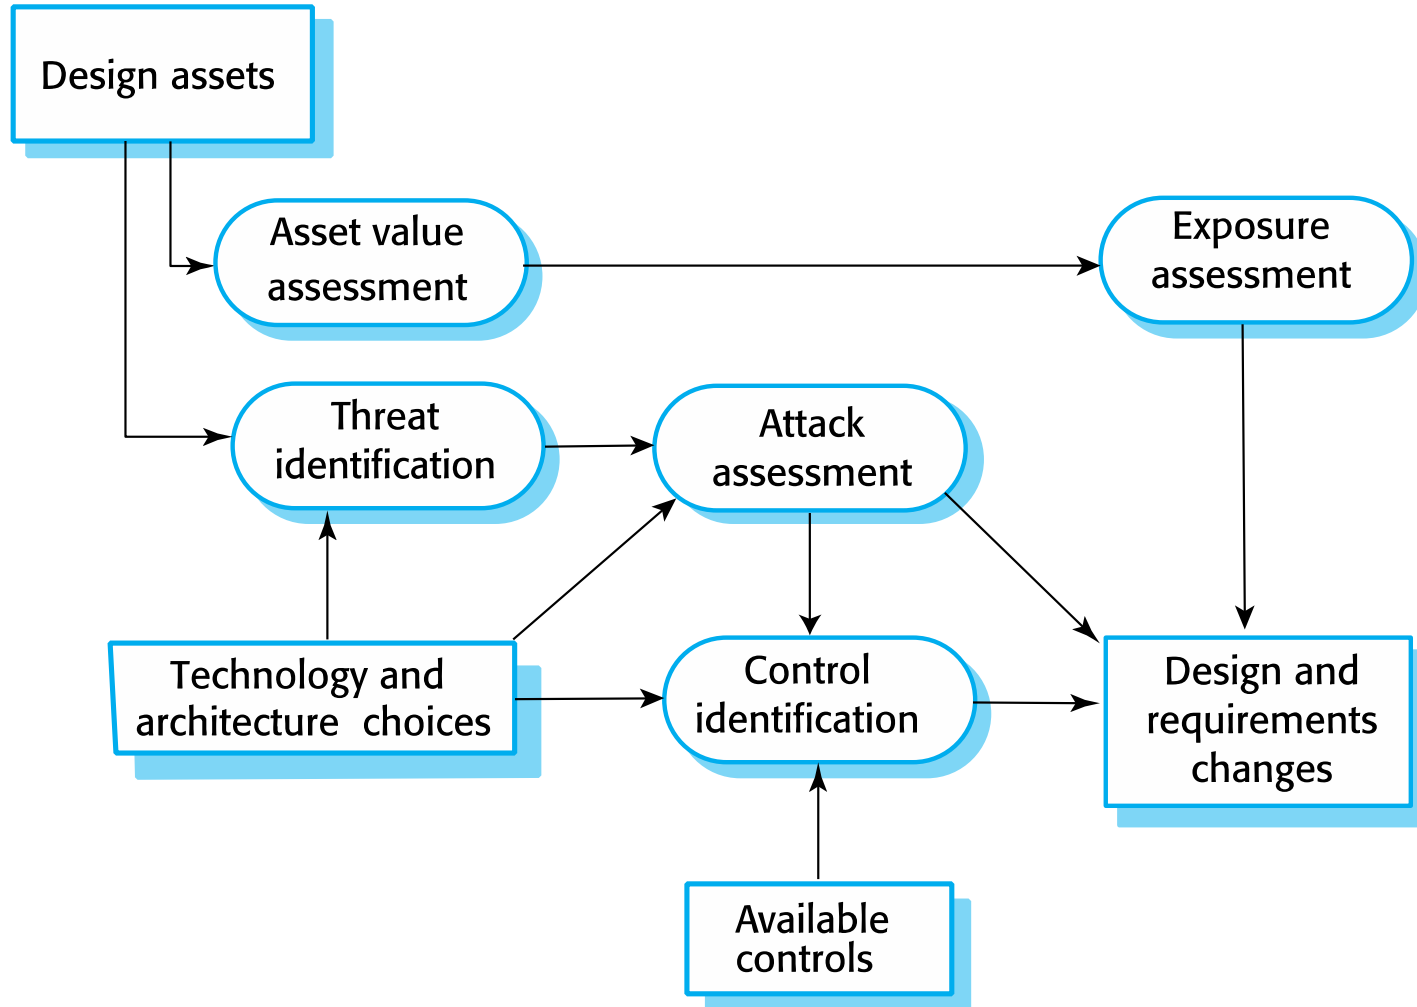 Design assets
Asset value
assessment
Exposure
assessment
Threat
identification
Attack
assessment
Technology and
architecture choices
Control
identification
Design and
requirements
changes
Available
controls